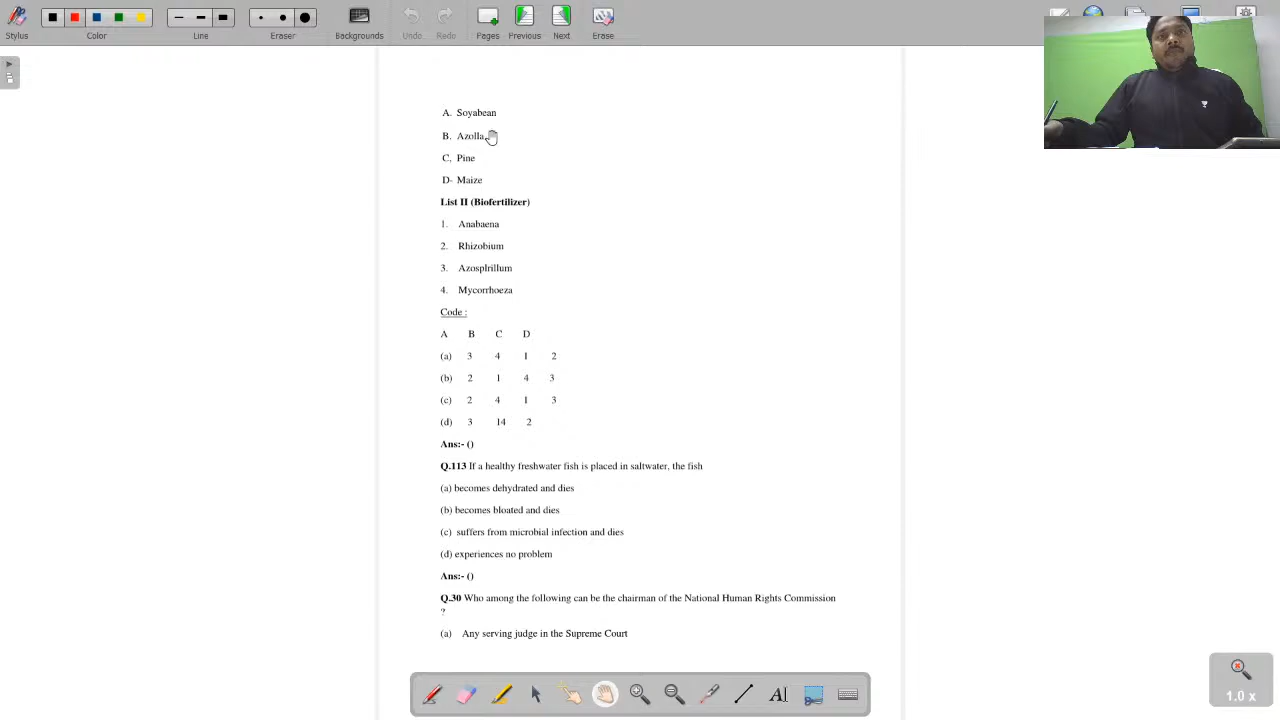 Stylus
Color
Line
Eraser
Backgrounds
Undo
Redo
Pages
Previous
Next
Erase
A. Soyabean
B. Azolla
C, Pine
D- Maize
List II (Biofertilizer)
1. Anabaena
2. Rhizobium
3. Azosplrillum
4. Mycorrhoeza
Code :
A B C D
(a) 3 4 1 2
(b) 2 1 4 3
(c) 2 4 1 3
(d) 3 14 2
Ans:- ()
Q.113 If a healthy freshwater fish is placed in saltwater, the fish
(a) becomes dehydrated and dies
(b) becomes bloated and dies
(c) suffers from microbial infection and dies
(d) experiences no problem
Ans:- ()
Q.30 Who among the following can be the chairman of the National Human Rights Commission
?
(a) Any serving judge in the Supreme Court
1.0 x